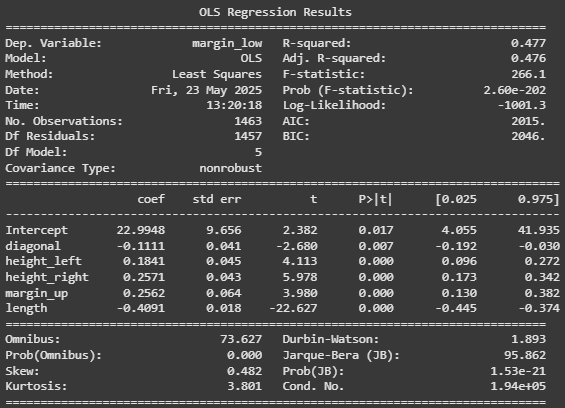 OLS Regression Results
==============================================================================
Dep. Variable:             margin_low   R-squared:                       0.477
Model:                            OLS   Adj. R-squared:                  0.476
Method:                 Least Squares   F-statistic:                     266.1
Date:                Fri, 23 May 2025   Prob (F-statistic):          2.60e-202
Time:                        13:20:18   Log-Likelihood:                -1001.3
No. Observations:                1463   AIC:                             2015.
Df Residuals:                    1457   BIC:                             2046.
Df Model:                           5
Covariance Type:            nonrobust
================================================================================
                   coef    std err          t      P>|t|      [0.025      0.975]
--------------------------------------------------------------------------------
Intercept       22.9948      9.656      2.382      0.017       4.055      41.935
diagonal        -0.1111      0.041     -2.680      0.007      -0.192      -0.030
height_left      0.1841      0.045      4.113      0.000       0.096       0.272
height_right     0.2571      0.043      5.978      0.000       0.173       0.342
margin_up        0.2562      0.064      3.980      0.000       0.130       0.382
length          -0.4091      0.018    -22.627      0.000      -0.445      -0.374
==============================================================================
Omnibus:                       73.627   Durbin-Watson:                   1.893
Prob(Omnibus):                  0.000   Jarque-Bera (JB):               95.862
Skew:                           0.482   Prob(JB):                     1.53e-21
Kurtosis:                       3.801   Cond. No.                     1.94e+05
==============================================================================